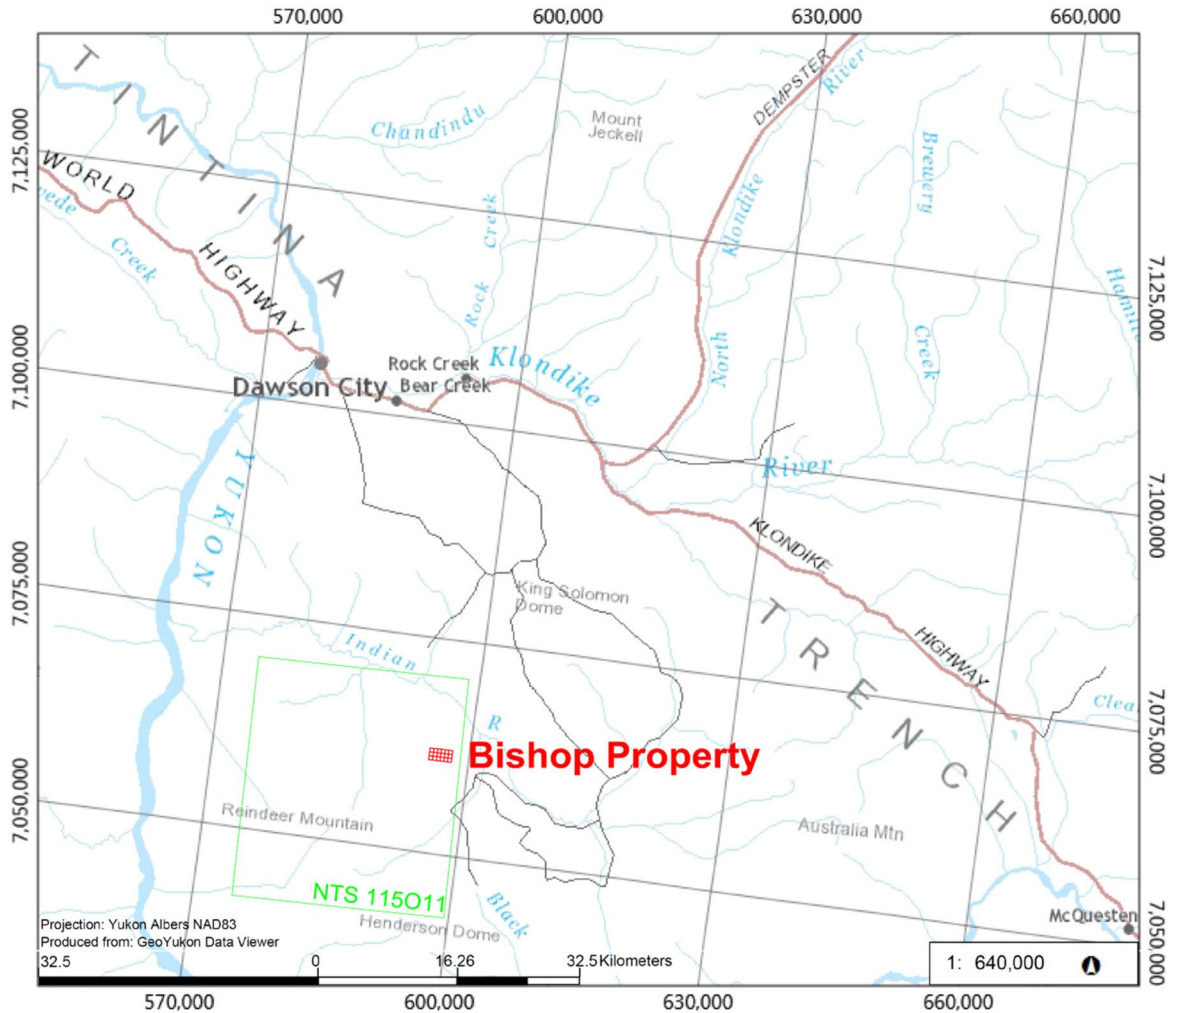 570,000
600,000
630,000
660,000
7,125,000
7,100,000
7,075,000
7,050,000
TINTINA
WORLD
HIGHWAY
wede
Creek
Chandindu
Mount
Jeckell
DEMPSTER
River
Klondike
North
Brewery
Creek
Rock
Creek
Rock Creek
Klondike
Dawson City
Bear Creek
River
YUKON
KLONDIKE
HIGHWAY
King Solomon
Dome
TRENCH
Indian
R
Clea
Bishop Property
Reindeer Mountain
Australia Mtn
NTS 115O11
Henderson Dome
Black
McQuesten
7,125,000
7,100,000
7,075,000
7,050,000
Projection: Yukon Albers NAD83
Produced from: GeoYukon Data Viewer
32.5 0 16.26 32.5 Kilometers
1: 640,000
570,000
600,000
630,000
660,000